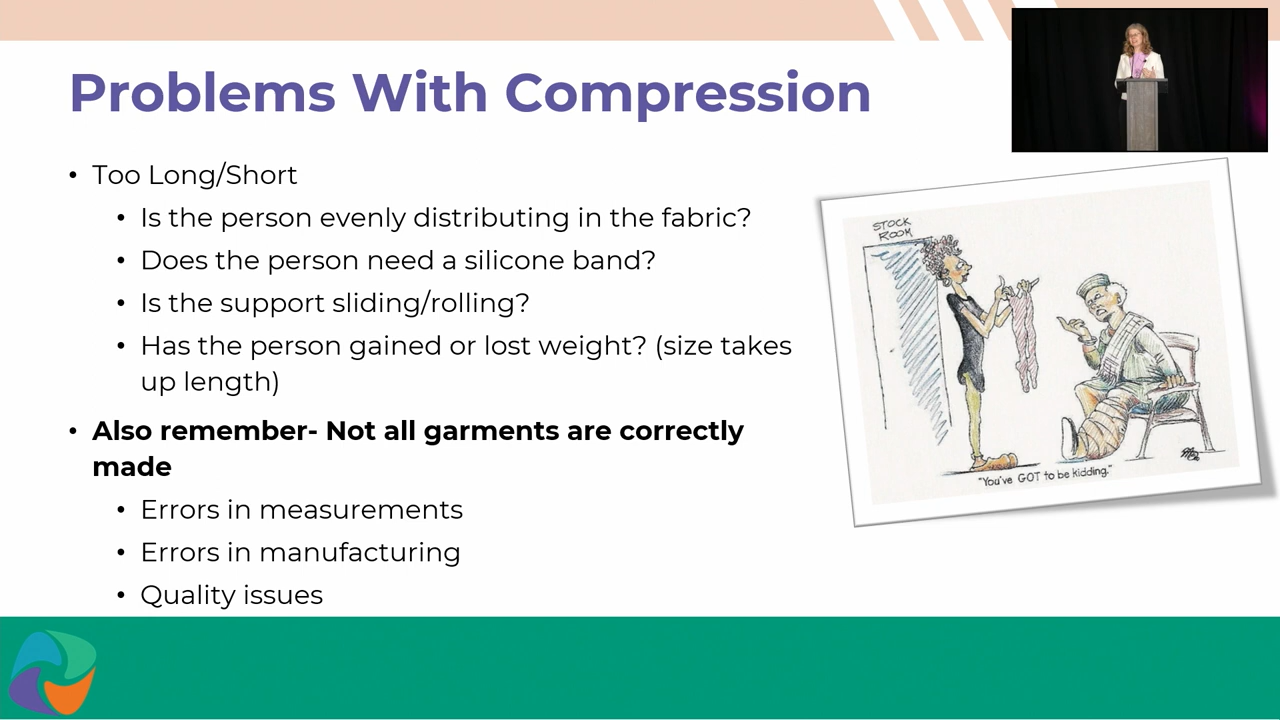 Problems With Compression
• Too Long/Short
• Is the person evenly distributing in the fabric?
• Does the person need a silicone band?
• Is the support sliding/rolling?
• Has the person gained or lost weight? (size takes
up length)
• Also remember- Not all garments are correctly
made
• Errors in measurements
• Errors in manufacturing
• Quality issues
STOCK
ROOM
"You've GOT to be kidding."